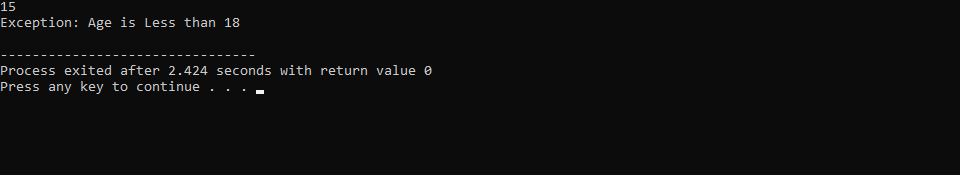 15
Exception: Age is Less than 18
--------------------------------
Process exited after 2.424 seconds with return value 0
Press any key to continue . . .